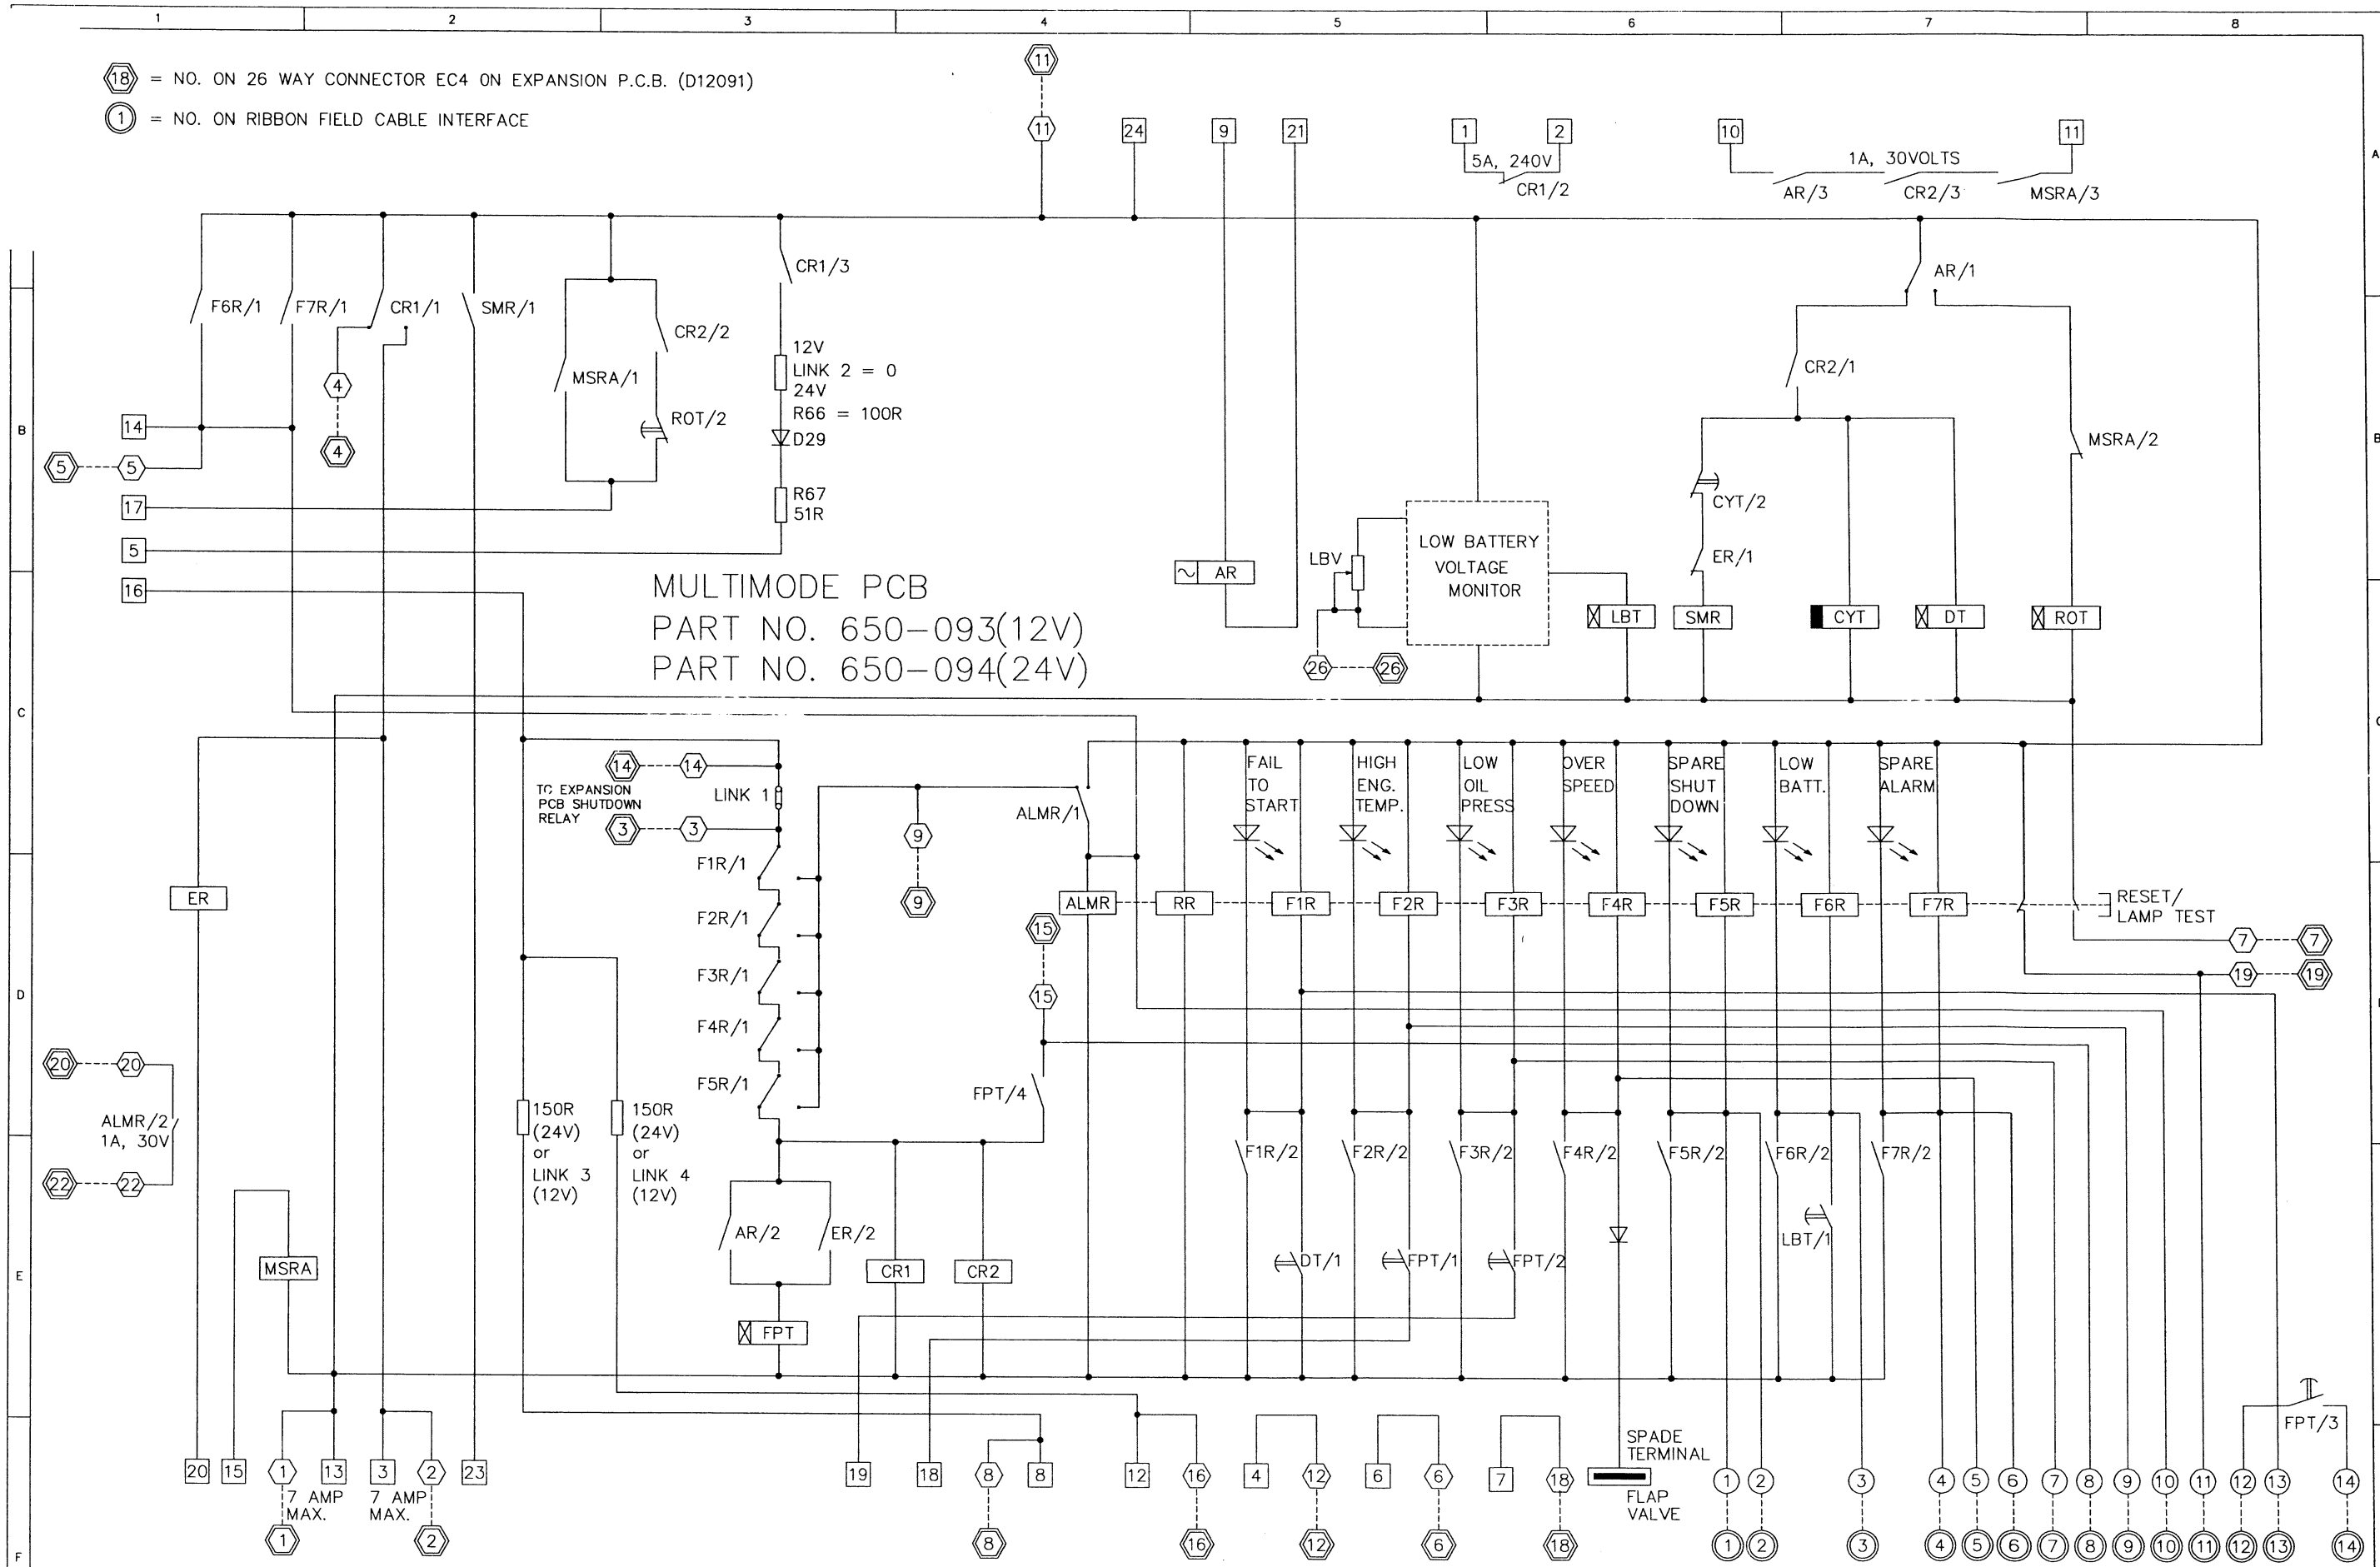 1 2 3 4 5 6 7 8
18 = NO. ON 26 WAY CONNECTOR EC4 ON EXPANSION P.C.B. (D12091)
1 = NO. ON RIBBON FIELD CABLE INTERFACE
11
11
24
9
21
1
2
10
11
5A, 240V
CR1/2
1A, 30VOLTS
AR/3
CR2/3
MSRA/3
A
A
F6R/1
F7R/1
CR1/1
SMR/1
MSRA/1
CR2/2
ROT/2
CR1/3
12V
LINK 2 = 0
24V
R66 = 100R
D29
R67
51R
4
4
14
5
5
17
5
16
B
B
AR/1
CR2/1
MSRA/2
CYT/2
ER/1
LOW BATTERY
VOLTAGE
MONITOR
LBV
26
26
AR
LBT
SMR
CYT
DT
ROT
MULTIMODE PCB
PART NO. 650-093(12V)
PART NO. 650-094(24V)
C
14
14
TO EXPANSION
PCB SHUTDOWN
RELAY
LINK 1
3
3
F1R/1
F2R/1
F3R/1
F4R/1
F5R/1
9
9
ALMR/1
FAIL
TO
START
HIGH
ENG.
TEMP.
LOW
OIL
PRESS
OVER
SPEED
SPARE
SHUT
DOWN
LOW
BATT.
SPARE
ALARM
ER
ALMR
RR
F1R
F2R
F3R
F4R
F5R
F6R
F7R
RESET/
LAMP TEST
7
7
19
19
15
15
D
20
20
ALMR/2
1A, 30V
22
22
150R
(24V)
or
LINK 3
(12V)
150R
(24V)
or
LINK 4
(12V)
FPT/4
F1R/2
F2R/2
F3R/2
F4R/2
F5R/2
F6R/2
F7R/2
AR/2
ER/2
CR1
CR2
DT/1
FPT/1
FPT/2
LBT/1
MSRA
FPT
E
FPT/3
20
15
1
13
3
2
23
19
18
8
8
12
16
4
12
6
6
7
18
SPADE
TERMINAL
FLAP
VALVE
1
2
3
4
5
6
7
8
9
10
11
12
13
14
7 AMP
MAX.
7 AMP
MAX.
1
2
8
16
12
6
18
1
2
3
4
5
6
7
8
9
10
11
12
13
14
F